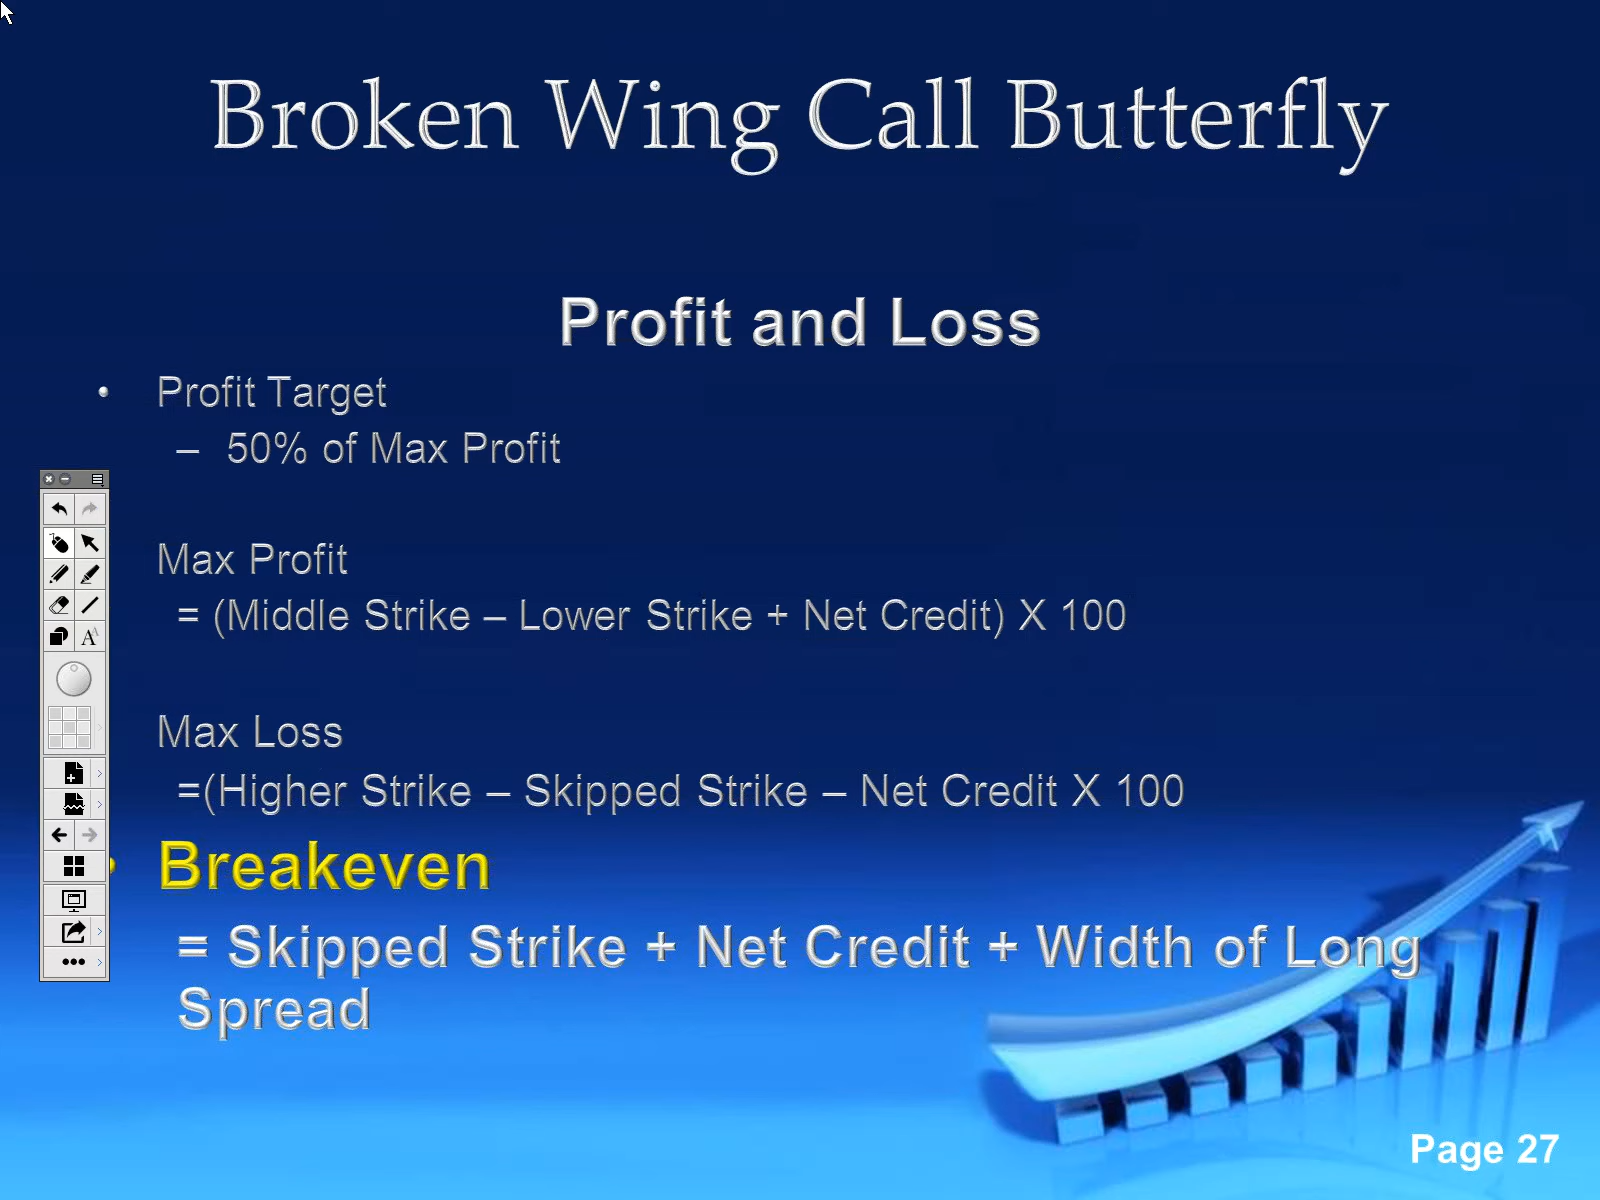 Broken Wing Call Butterfly
Profit and Loss
• Profit Target
– 50% of Max Profit
Max Profit
= (Middle Strike – Lower Strike + Net Credit) X 100
Max Loss
=(Higher Strike – Skipped Strike – Net Credit X 100
• Breakeven
= Skipped Strike + Net Credit + Width of Long
Spread
Page 27